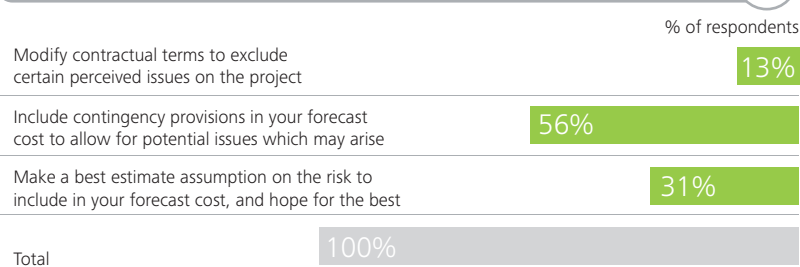 % of respondents
Modify contractual terms to exclude
certain perceived issues on the project
13%
Include contingency provisions in your forecast
cost to allow for potential issues which may arise
56%
Make a best estimate assumption on the risk to
include in your forecast cost, and hope for the best
31%
Total
100%